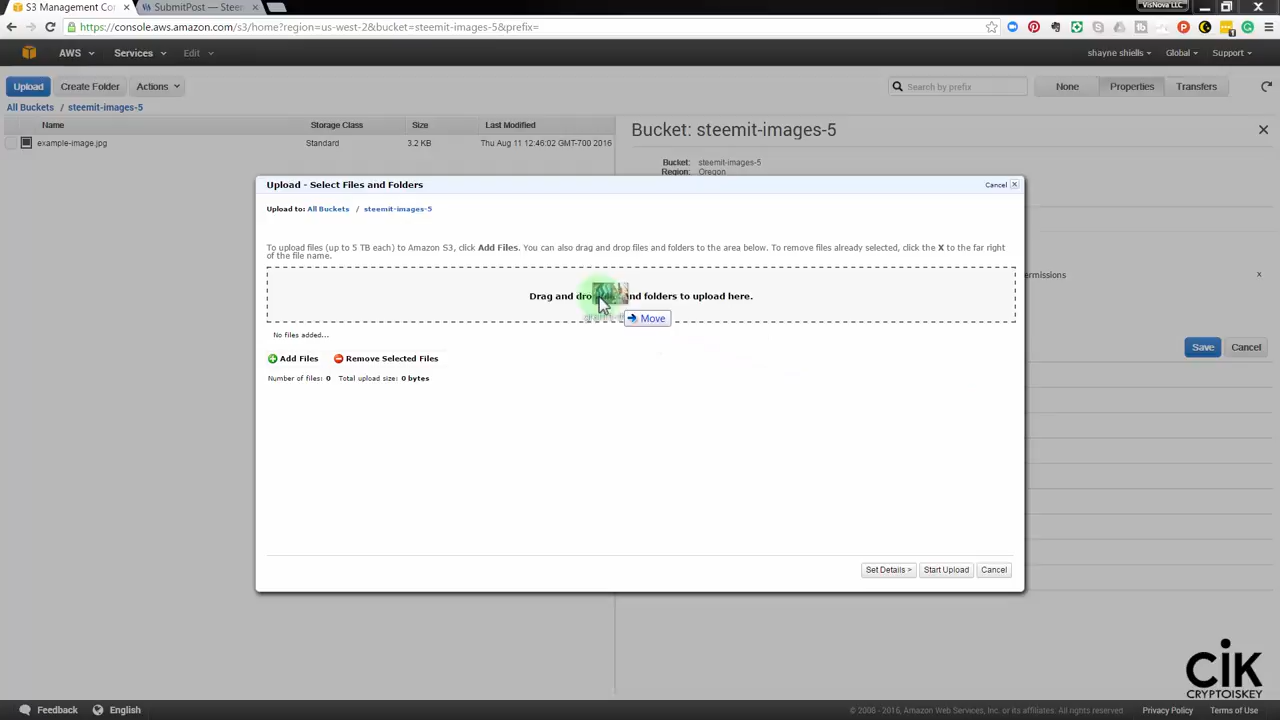 S3 Management Co
SubmitPost — Steem
VisNova LLC
https://console.aws.amazon.com/s3/home?region=us-west-2&bucket=steemit-images-5&prefix=
AWS
Services
Edit
shayne shiells
Global
Support
Upload
Create Folder
Actions
Search by prefix
None
Properties
Transfers
All Buckets / steemit-images-5
Name
Storage Class
Size
Last Modified
example-image.jpg
Standard
3.2 KB
Thu Aug 11 12:46:02 GMT-700 2016
Bucket: steemit-images-5
Bucket: steemit-images-5
Region: Oregon
Upload - Select Files and Folders
Cancel
Upload to: All Buckets / steemit-images-5
To upload files (up to 5 TB each) to Amazon S3, click Add Files. You can also drag and drop files and folders to the area below. To remove files already selected, click the X to the far right
of the file name.
Drag and dro nd folders to upload here.
Move
No files added...
Add Files
Remove Selected Files
Number of files: 0 Total upload size: 0 bytes
ermissions
x
Save
Cancel
Set Details >
Start Upload
Cancel
CiK
CRYPTOISKEY
Feedback
English
© 2008 - 2016, Amazon Web Services, Inc. or its affiliates. All rights reserved.
Privacy Policy
Terms of Use